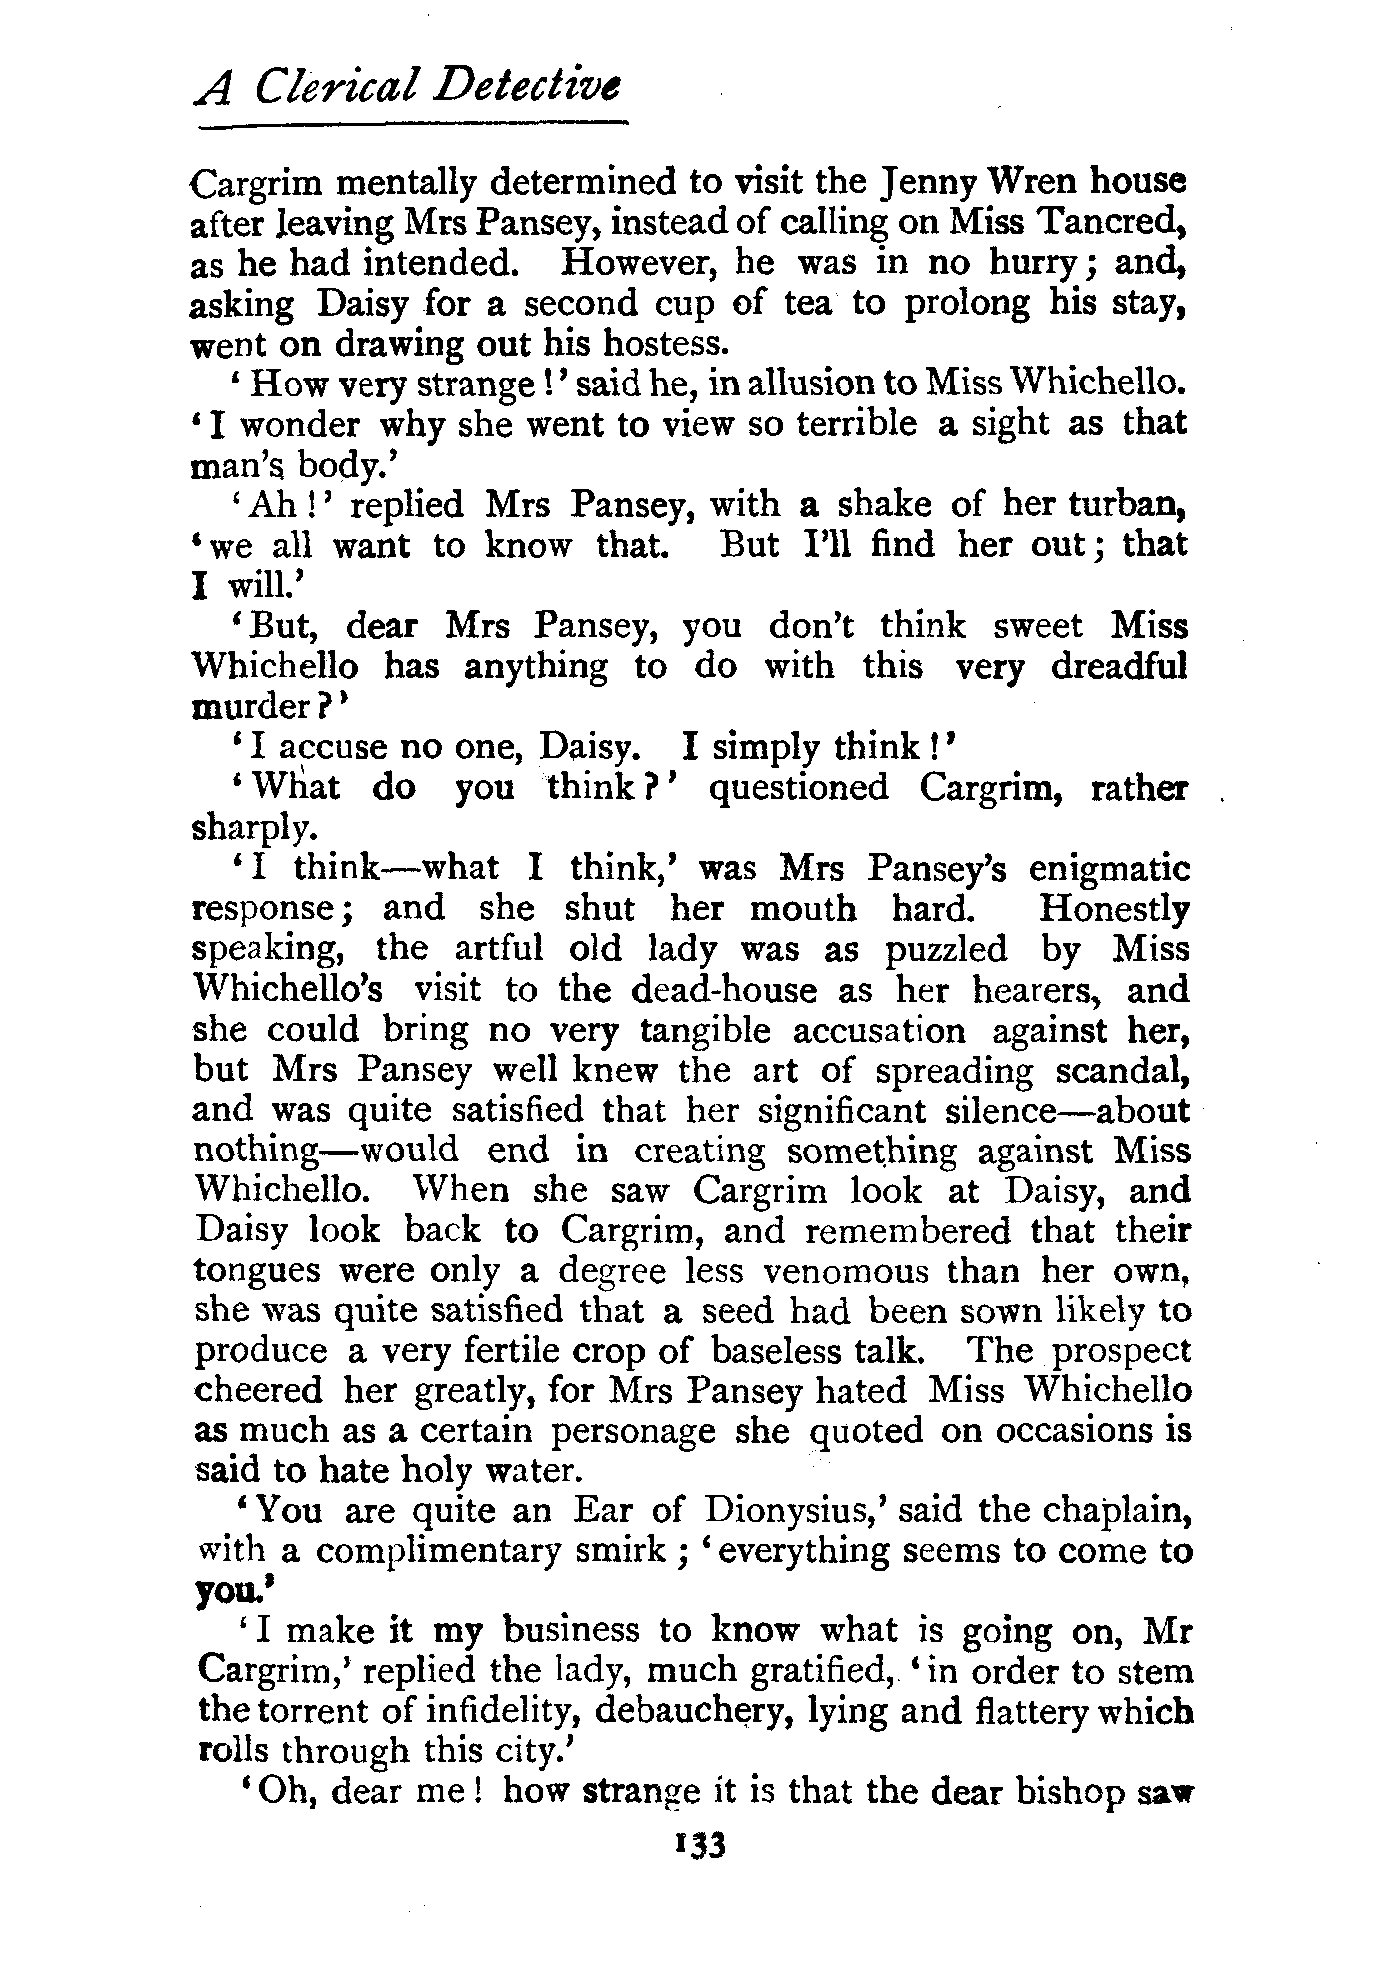 A Clerical Detective
Cargrim mentally determined to visit the Jenny Wren house
after leaving Mrs Pansey, instead of calling on Miss Tancred,
as he had intended. However, he was in no hurry; and,
asking Daisy for a second cup of tea to prolong his stay,
went on drawing out his hostess.
‘How very strange!’ said he, in allusion to Miss Whichello.
‘I wonder why she went to view so terrible a sight as that
man's body.’
‘Ah!’ replied Mrs Pansey, with a shake of her turban,
‘we all want to know that. But I'll find her out; that
I will.’
‘But, dear Mrs Pansey, you don't think sweet Miss
Whichello has anything to do with this very dreadful
murder?’
‘I accuse no one, Daisy. I simply think!’
‘What do you think?’ questioned Cargrim, rather
sharply.
‘I think—what I think,’ was Mrs Pansey's enigmatic
response; and she shut her mouth hard. Honestly
speaking, the artful old lady was as puzzled by Miss
Whichello's visit to the dead-house as her hearers, and
she could bring no very tangible accusation against her,
but Mrs Pansey well knew the art of spreading scandal,
and was quite satisfied that her significant silence—about
nothing—would end in creating something against Miss
Whichello. When she saw Cargrim look at Daisy, and
Daisy look back to Cargrim, and remembered that their
tongues were only a degree less venomous than her own,
she was quite satisfied that a seed had been sown likely to
produce a very fertile crop of baseless talk. The prospect
cheered her greatly, for Mrs Pansey hated Miss Whichello
as much as a certain personage she quoted on occasions is
said to hate holy water.
‘You are quite an Ear of Dionysius,’ said the chaplain,
with a complimentary smirk; ‘everything seems to come to
you.’
‘I make it my business to know what is going on, Mr
Cargrim,’ replied the lady, much gratified, ‘in order to stem
the torrent of infidelity, debauchery, lying and flattery which
rolls through this city.’
‘Oh, dear me! how strange it is that the dear bishop saw
133